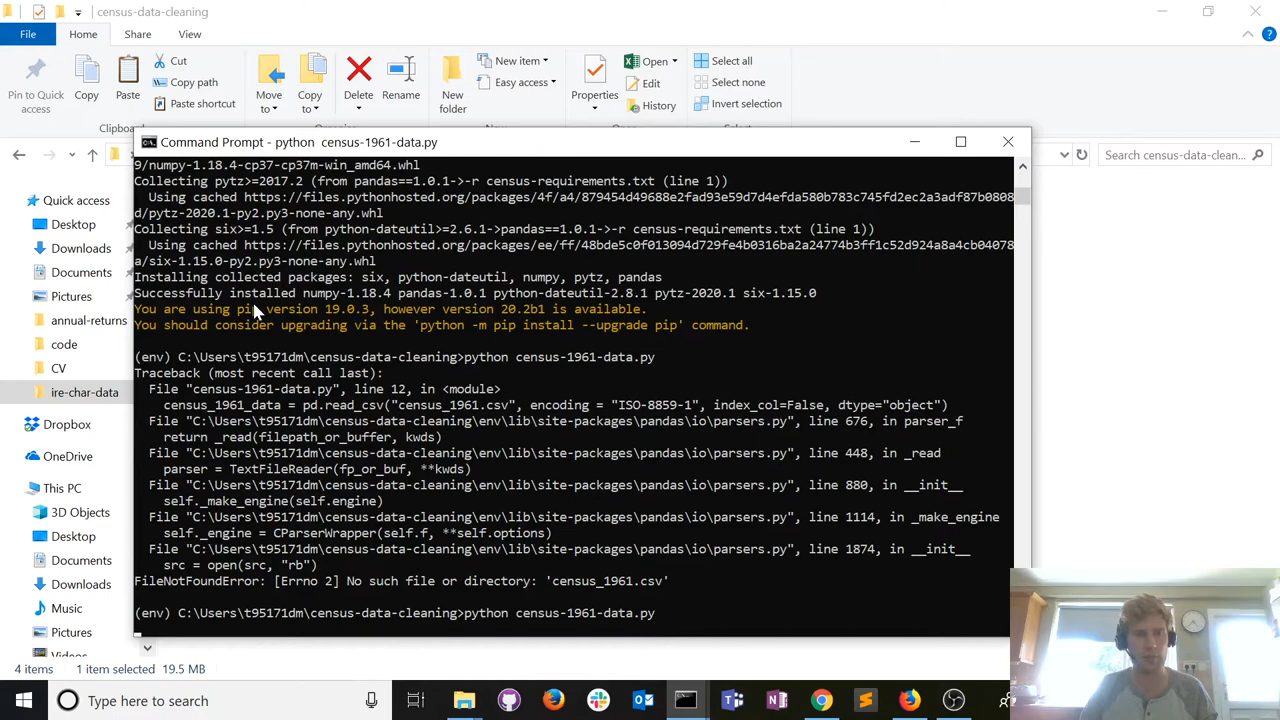 census-data-cleaning
File
Home
Share
View
Pin to Quick
access
Copy
Paste
Cut
Copy path
Paste shortcut
Clipboard
Move
to
Copy
to
Delete
Rename
New
folder
New item
Easy access
Properties
Open
Edit
History
Select all
Select none
Invert selection
Search census-data-clean...
Quick access
Desktop
Downloads
Documents
Pictures
annual-returns
code
CV
ire-char-data
Dropbox
OneDrive
This PC
3D Objects
Desktop
Documents
Downloads
Music
Pictures
Videos
Command Prompt - python census-1961-data.py
9/numpy-1.18.4-cp37-cp37m-win_amd64.whl
Collecting pytz>=2017.2 (from pandas==1.0.1->-r census-requirements.txt (line 1))
Using cached https://files.pythonhosted.org/packages/4f/a4/879454d49688e2fad93e59d7d4efda580b783c745fd2ec2a3adf87b0808
d/pytz-2020.1-py2.py3-none-any.whl
Collecting six>=1.5 (from python-dateutil>=2.6.1->pandas==1.0.1->-r census-requirements.txt (line 1))
Using cached https://files.pythonhosted.org/packages/ee/ff/48bde5c0f013094d729fe4b0316ba2a24774b3ff1c52d924a8a4cb04078
a/six-1.15.0-py2.py3-none-any.whl
Installing collected packages: six, python-dateutil, numpy, pytz, pandas
Successfully installed numpy-1.18.4 pandas-1.0.1 python-dateutil-2.8.1 pytz-2020.1 six-1.15.0
You are using pip version 19.0.3, however version 20.2b1 is available.
You should consider upgrading via the 'python -m pip install --upgrade pip' command.
(env) C:\Users\t95171dm\census-data-cleaning>python census-1961-data.py
Traceback (most recent call last):
File "census-1961-data.py", line 12, in <module>
census_1961_data = pd.read_csv("census_1961.csv", encoding = "ISO-8859-1", index_col=False, dtype="object")
File "C:\Users\t95171dm\census-data-cleaning\env\lib\site-packages\pandas\io\parsers.py", line 676, in parser_f
return _read(filepath_or_buffer, kwds)
File "C:\Users\t95171dm\census-data-cleaning\env\lib\site-packages\pandas\io\parsers.py", line 448, in _read
parser = TextFileReader(fp_or_buf, **kwds)
File "C:\Users\t95171dm\census-data-cleaning\env\lib\site-packages\pandas\io\parsers.py", line 880, in __init__
self._make_engine(self.engine)
File "C:\Users\t95171dm\census-data-cleaning\env\lib\site-packages\pandas\io\parsers.py", line 1114, in _make_engine
self._engine = CParserWrapper(self.f, **self.options)
File "C:\Users\t95171dm\census-data-cleaning\env\lib\site-packages\pandas\io\parsers.py", line 1874, in __init__
src = open(src, "rb")
FileNotFoundError: [Errno 2] No such file or directory: 'census_1961.csv'
(env) C:\Users\t95171dm\census-data-cleaning>python census-1961-data.py
4 items
1 item selected 19.5 MB
Type here to search